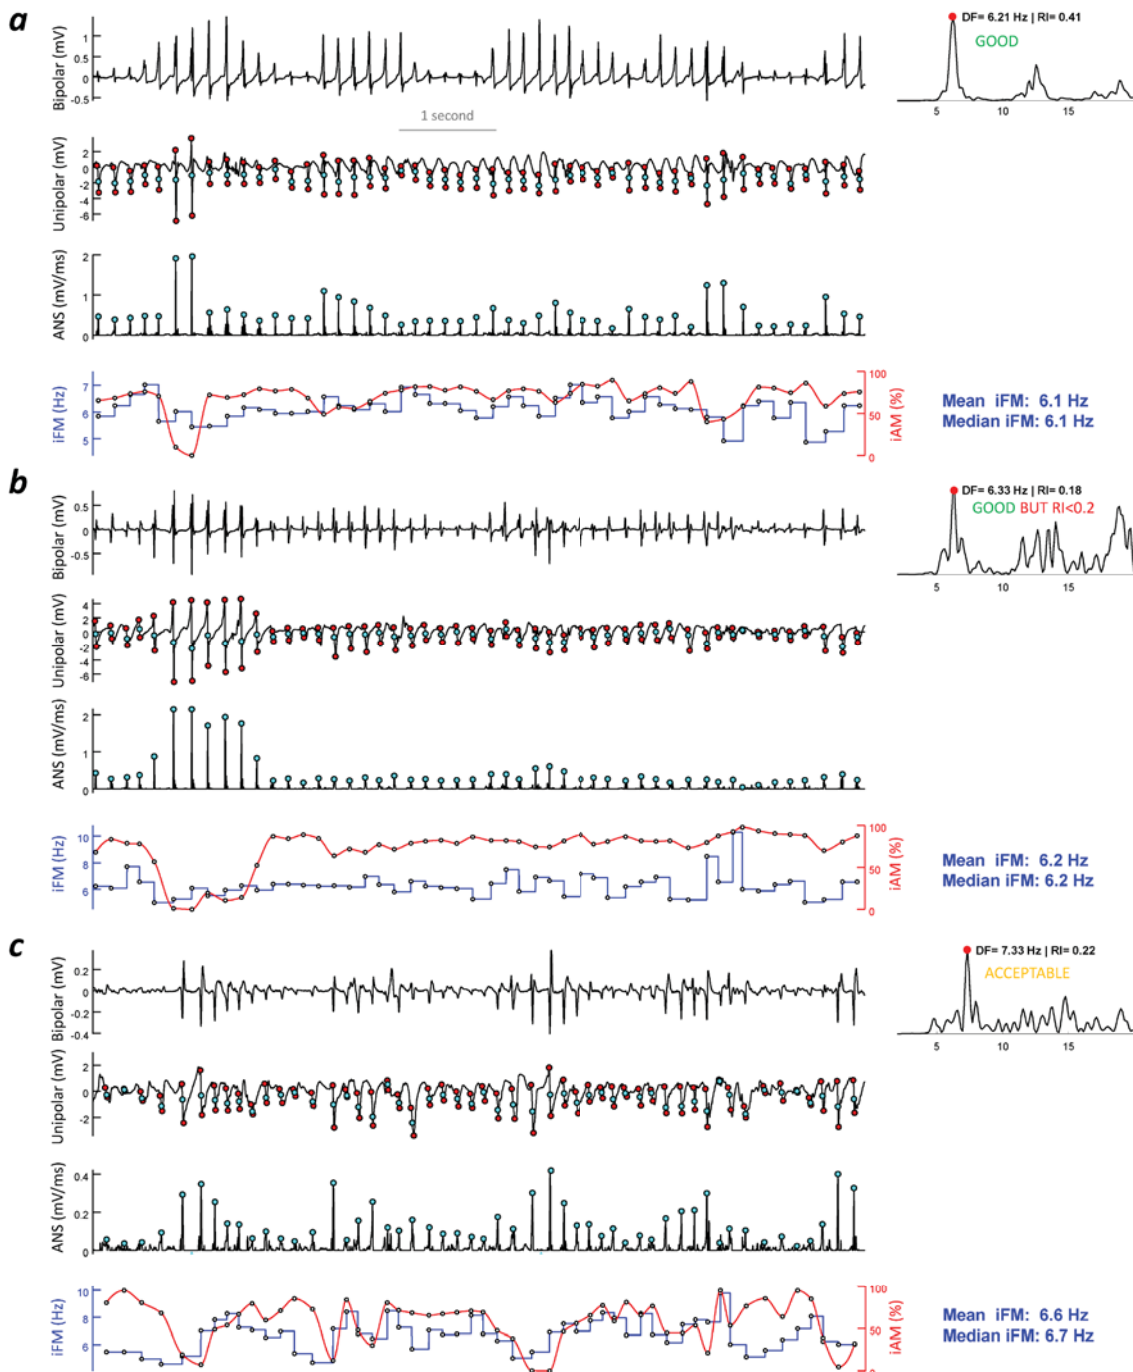 a
Bipolar (mV)
1
0.5
0
-0.5
DF= 6.21 Hz | RI= 0.41
GOOD
5
10
15
1 second
Unipolar (mV)
2
0
-2
-4
-6
ANS (mV/ms)
2
1
0
iFM (Hz)
7
6
5
100
50
0
iAM (%)
Mean iFM: 6.1 Hz
Median iFM: 6.1 Hz
b
Bipolar (mV)
0.5
0
-0.5
DF= 6.33 Hz | RI= 0.18
GOOD BUT RI<0.2
5
10
15
Unipolar (mV)
4
2
0
-2
-4
-6
ANS (mV/ms)
2
1
0
iFM (Hz)
10
8
6
100
50
0
iAM (%)
Mean iFM: 6.2 Hz
Median iFM: 6.2 Hz
c
Bipolar (mV)
0.2
0
-0.2
-0.4
DF= 7.33 Hz | RI= 0.22
ACCEPTABLE
5
10
15
Unipolar (mV)
2
0
-2
ANS (mV/ms)
0.4
0.2
0
iFM (Hz)
10
8
6
100
50
0
iAM (%)
Mean iFM: 6.6 Hz
Median iFM: 6.7 Hz